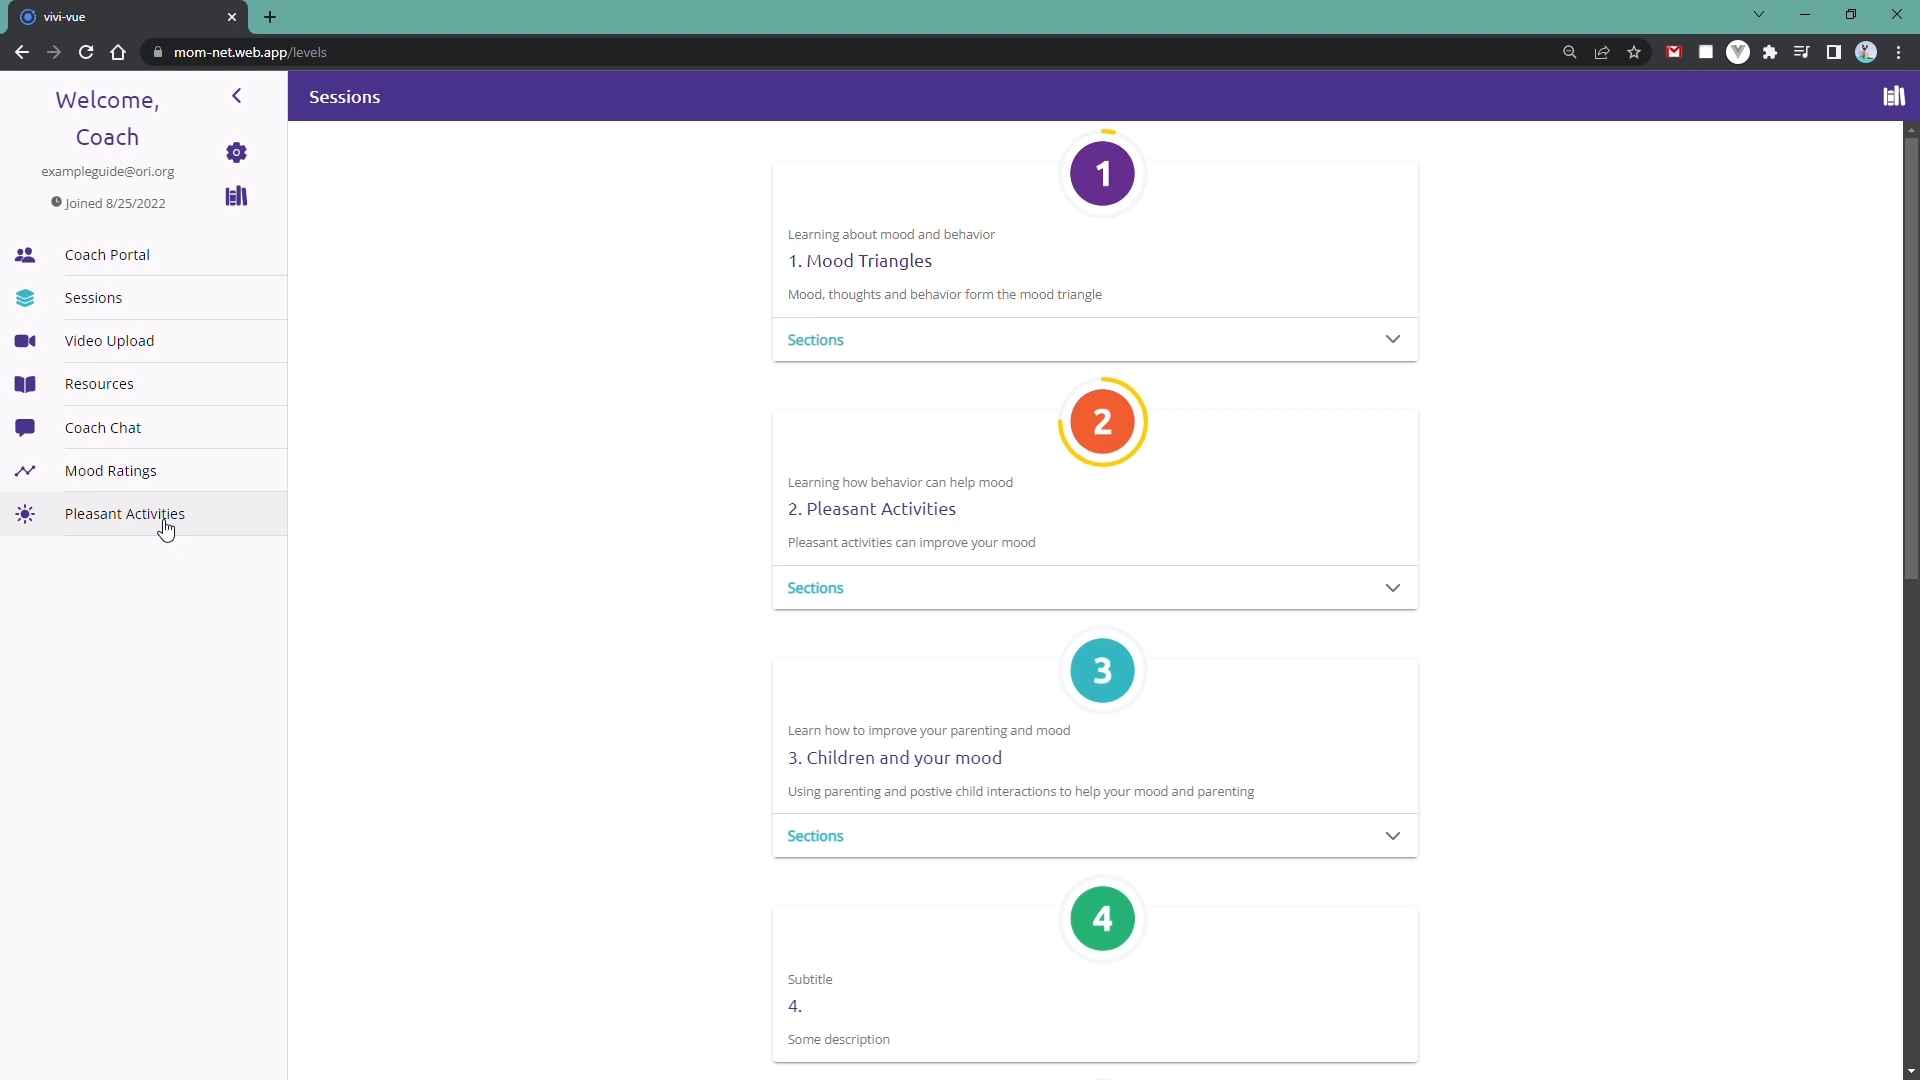 vivi-vue
mom-net.web.app/levels
Welcome,
Coach
exampleguide@ori.org
Joined 8/25/2022
Coach Portal
Sessions
Video Upload
Resources
Coach Chat
Mood Ratings
Pleasant Activities
Sessions
1
Learning about mood and behavior
1. Mood Triangles
Mood, thoughts and behavior form the mood triangle
Sections
2
Learning how behavior can help mood
2. Pleasant Activities
Pleasant activities can improve your mood
Sections
3
Learn how to improve your parenting and mood
3. Children and your mood
Using parenting and postive child interactions to help your mood and parenting
Sections
4
Subtitle
4.
Some description